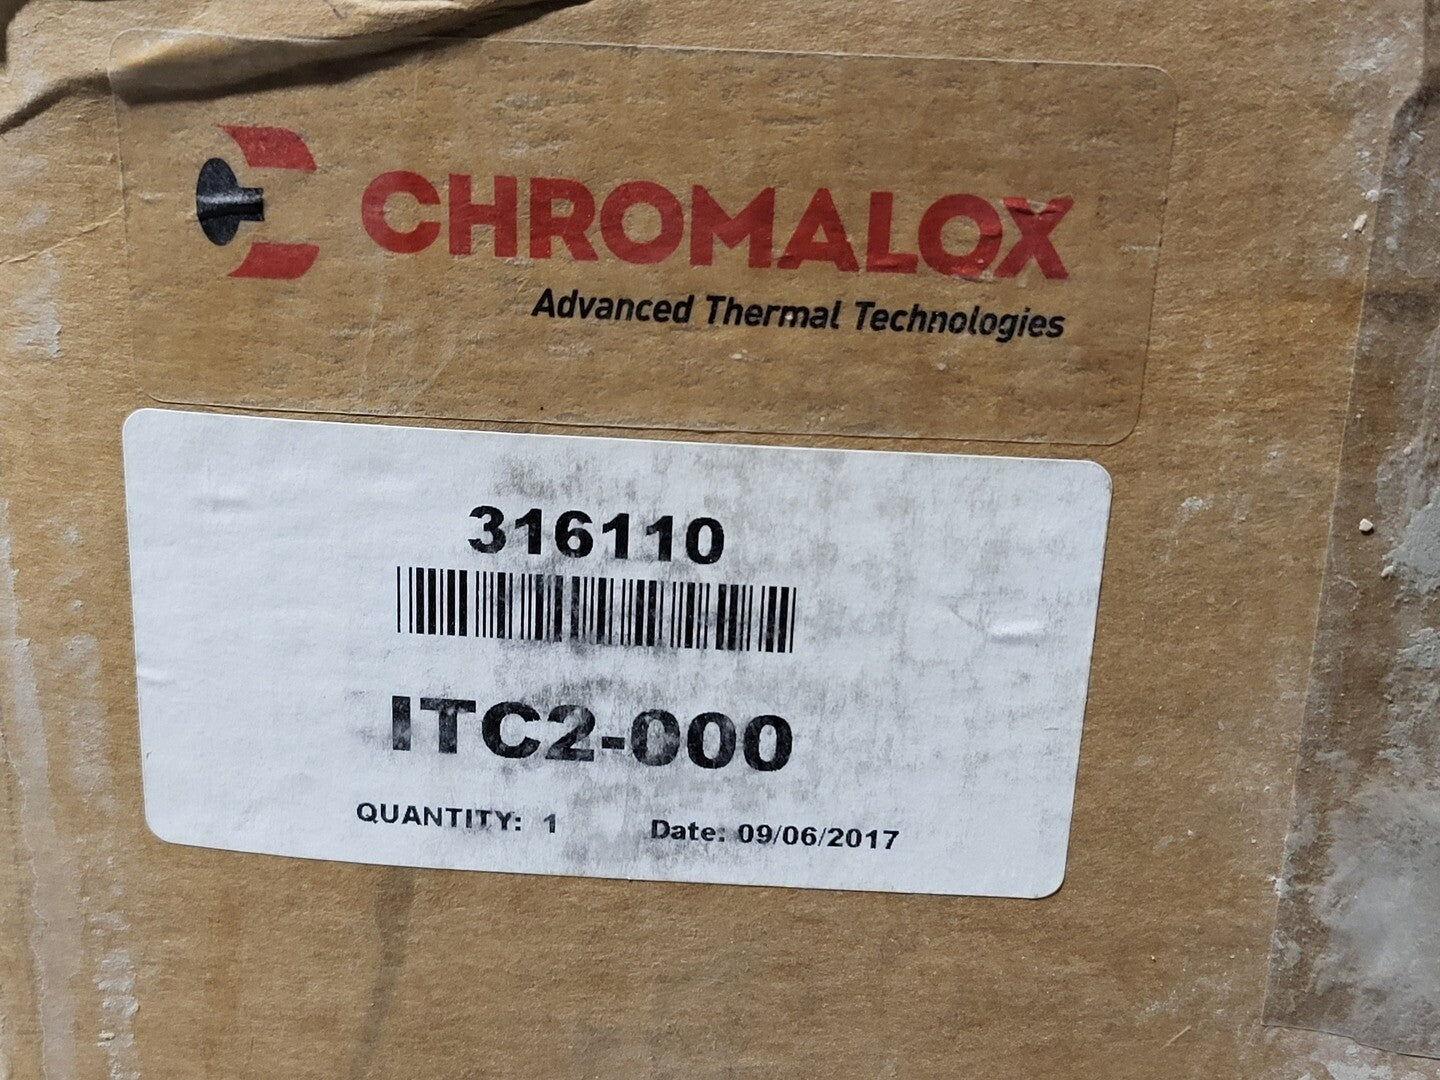 CHROMALOX
Advanced Thermal Technologies
316110
ITC2-000
QUANTITY: 1 Date: 09/06/2017